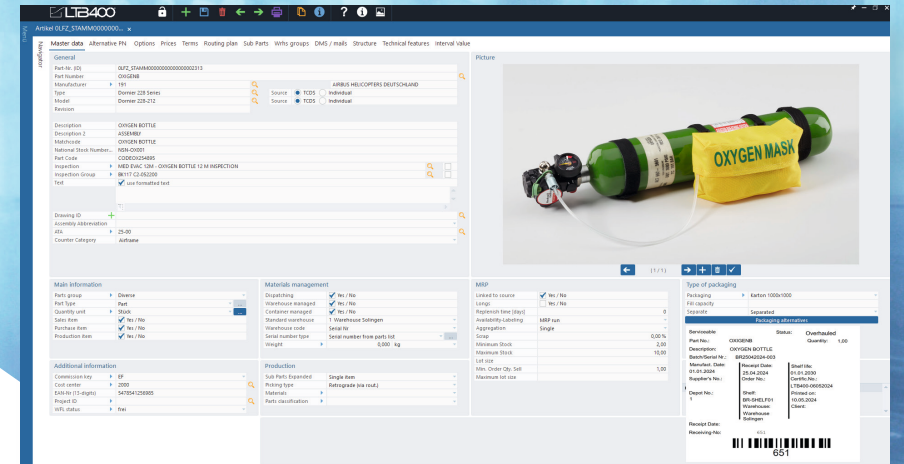 LTB400
Artikel 0LFZ_STAMM0000000... x
Menu
Navigator
Master data Alternative PN Options Prices Terms Routing plan Sub Parts Wrhs groups DMS / mails Structure Technical features Interval value
General
Part-Nr. (ID) 0LFZ_STAMM0000000000000000002313
Part Number OXIGENB
Manufacturer 191 AIRBUS HELICOPTERS DEUTSCHLAND
Type Dornier 228 Series Source TCDS Individual
Model Dornier 228-212 Source TCDS Individual
Revision
Description OXYGEN BOTTLE
Description 2 ASSEMBLY
Matchcode OXYGEN BOTTLE
National Stock Number... NSN-OX001
Part Code CODEOX254895
Inspection MED EVAC 12M - OXYGEN BOTTLE 12 M INSPECTION
Inspection Group BK117 C2-052200
Text use formatted text
Drawing ID
Assembly Abbreviation
ATA 25-00
Counter Category Airframe
Picture
OXYGEN MASK
(1/1)
Main information
Parts group Diverse
Part Type Part
Quantity unit Stück
Sales item Yes / No
Purchase item Yes / No
Production item Yes / No
Additional information
Commission key EF
Cost center 2000
EAN-Nr (13-digits) 5478541256985
Project ID
WFL status frei
Materials management
Dispatching Yes / No
Warehouse managed Yes / No
Container managed Yes / No
Standard warehouse 1 Warehouse Solingen
Warehouse code Serial Nr
Serial number type Serial number from parts list
Weight 0,000 kg
Production
Sub Parts Expanded Single item
Picking type Retrograde (via rout.)
Materials
Parts classification
MRP
Linked to source Yes / No
Longs Yes / No
Replenish time [days] 0
Availability-Labeling MRP run
Aggregation Single
Scrap 0,00 %
Minimum Stock 2,00
Maximum Stock 10,00
Lot size
Min. Order Qty. Sell 1,00
Maximum lot size
Type of packaging
Packaging Karton 1000x1000
Fill capacity
Separate Separated
Packaging alternatives
Serviceable Status: Overhauled
Part No.: OXIGENB Quantity: 1,00
Description: OXYGEN BOTTLE
Batch/Serial Nr.: BR25042024-003
Manufact. Date: Receipt Date: Shelf life:
01.01.2024 25.04.2024 01.01.2030
Supplier's No.: Order No.: Certific.No.:
LTB400-08052024
Depot No.: Shelf: Printed on:
1 BR-SHELF01 10.05.2024
Warehouse: Client:
Warehouse
Solingen
Receipt Date:
Receiving-No.: 651
651